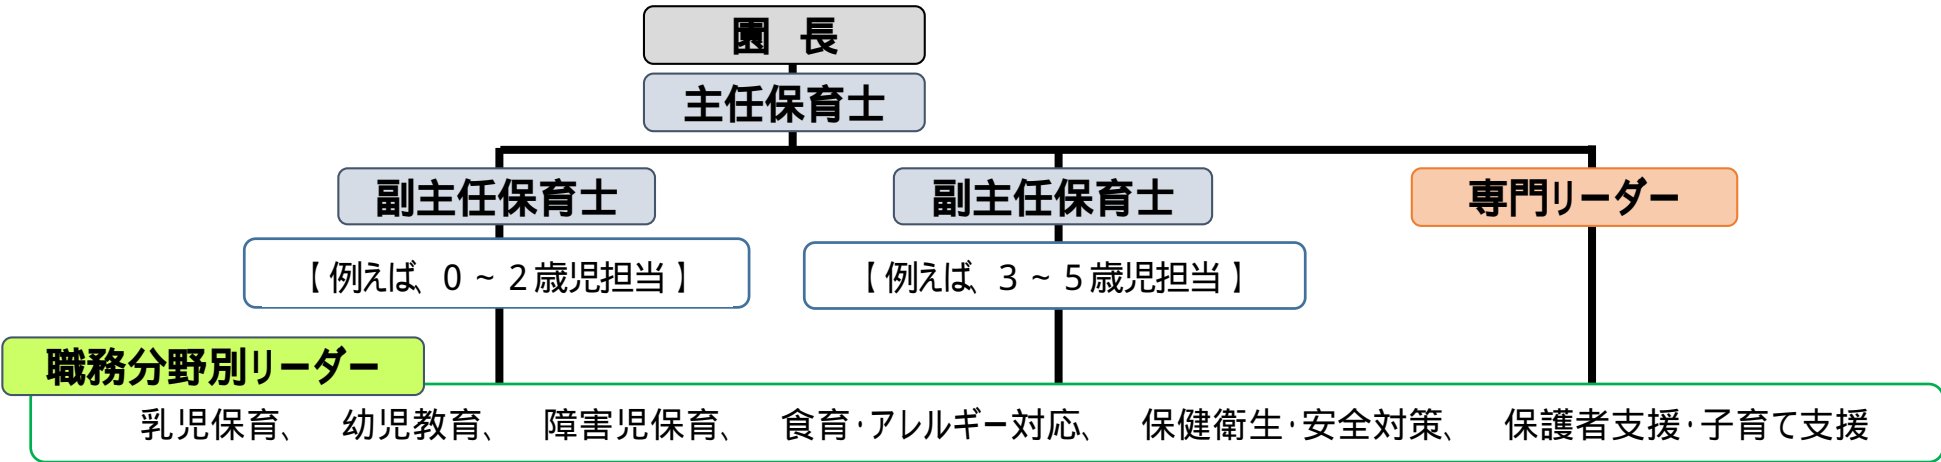 園 長
主任保育士
副主任保育士 副主任保育士 専門リーダー
【例えば、0~2歳児担当】 【例えば、3~5歳児担当】
職務分野別リーダー
乳児保育、 幼児教育、 障害児保育、 食育・アレルギー対応、 保健衛生・安全対策、 保護者支援・子育て支援